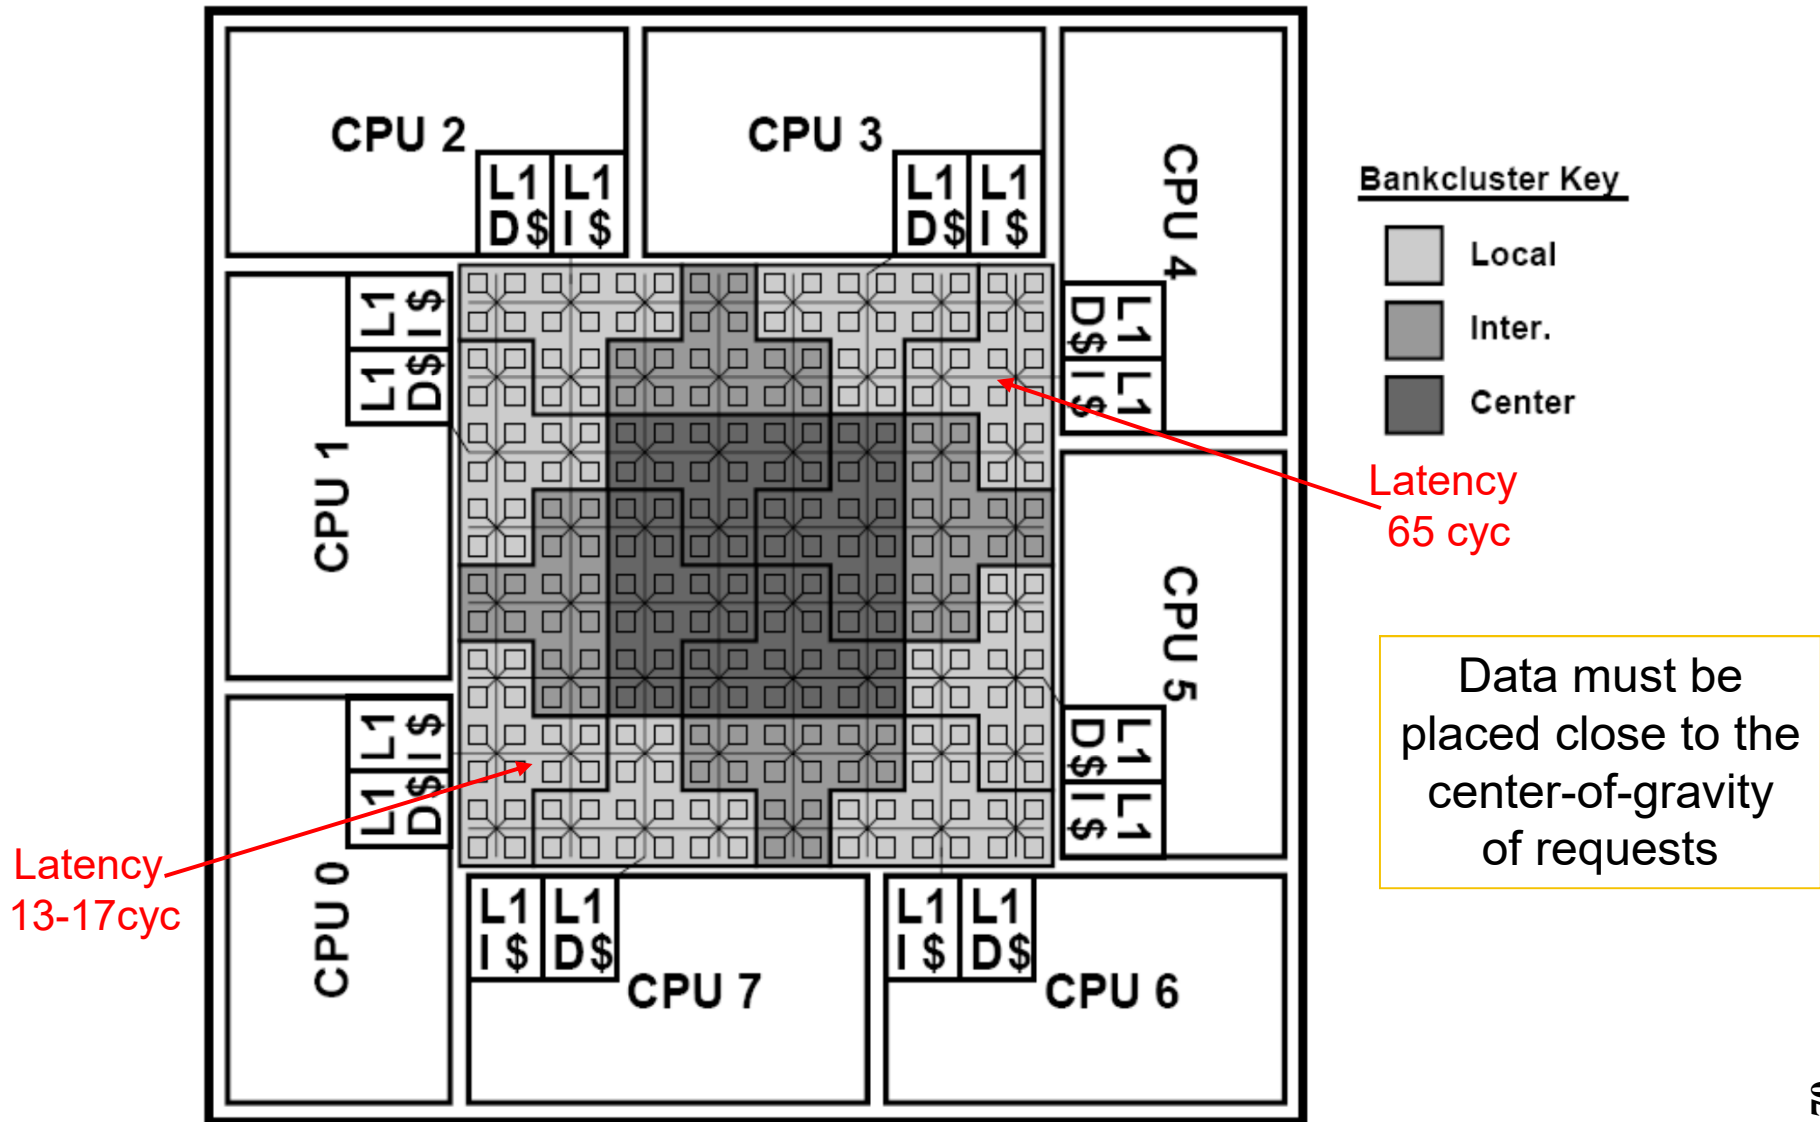 CPU 2
L1 L1
D$ I $
CPU 3
L1 L1
D$ I $
CPU 4
L1
D$
L1
I $
Bankcluster Key
Local
Inter.
Center
CPU 1
L1
I $
L1
D$
Latency
65 cyc
CPU 5
L1
D$
L1
I $
Data must be
placed close to the
center-of-gravity
of requests
CPU 0
L1
I $
L1
D$
Latency
13-17cyc
L1 L1
I $ D$
CPU 7
L1 L1
I $ D$
CPU 6